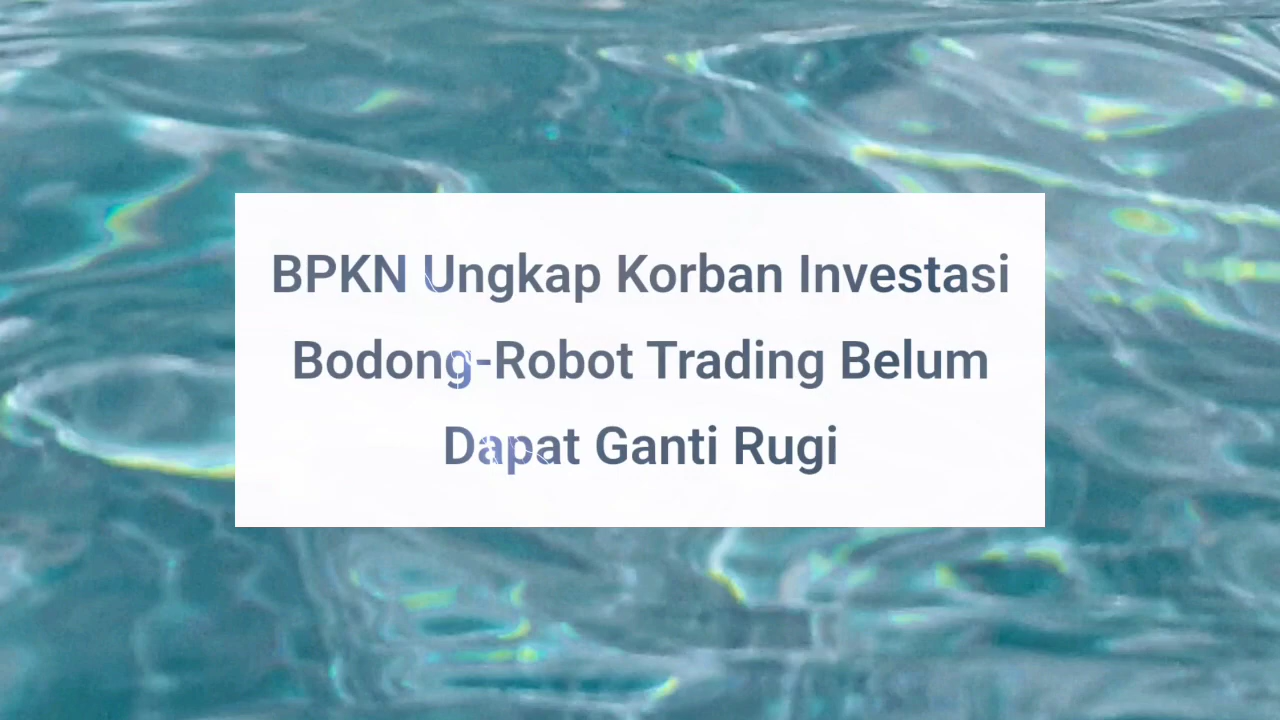 BPKN Ungkap Korban Investasi
Bodong-Robot Trading Belum
Dapat Ganti Rugi